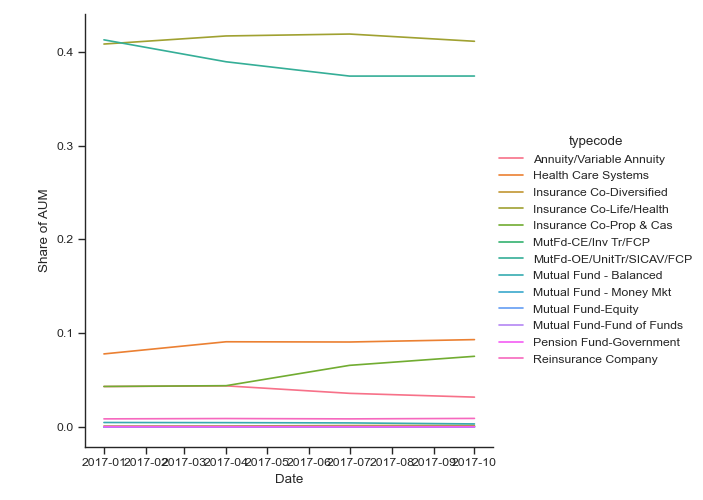 0.4
0.3
0.2
0.1
0.0
Share of AUM
2017-01
2017-02
2017-03
2017-04
2017-05
2017-06
2017-07
2017-08
2017-09
2017-10
Date
typecode
Annuity/Variable Annuity
Health Care Systems
Insurance Co-Diversified
Insurance Co-Life/Health
Insurance Co-Prop & Cas
MutFd-CE/Inv Tr/FCP
MutFd-OE/UnitTr/SICAV/FCP
Mutual Fund - Balanced
Mutual Fund - Money Mkt
Mutual Fund-Equity
Mutual Fund-Fund of Funds
Pension Fund-Government
Reinsurance Company